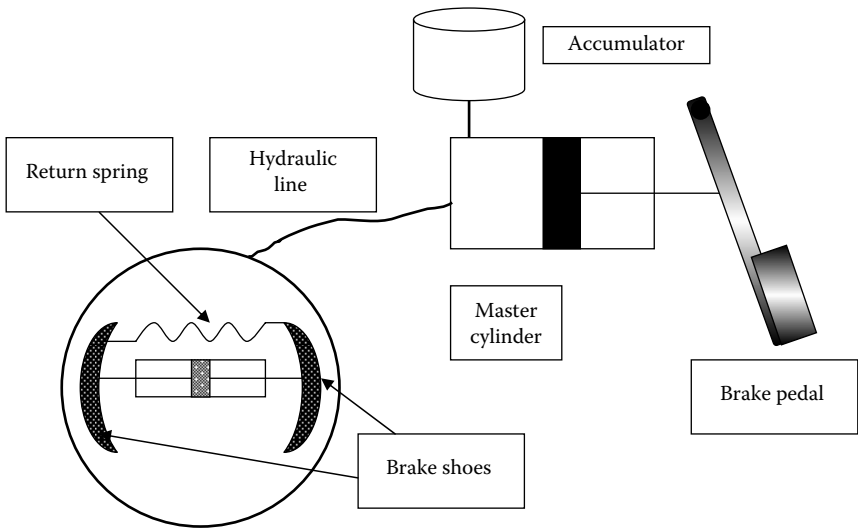 Accumulator
Return spring
Hydraulic
line
Master
cylinder
Brake pedal
Brake shoes